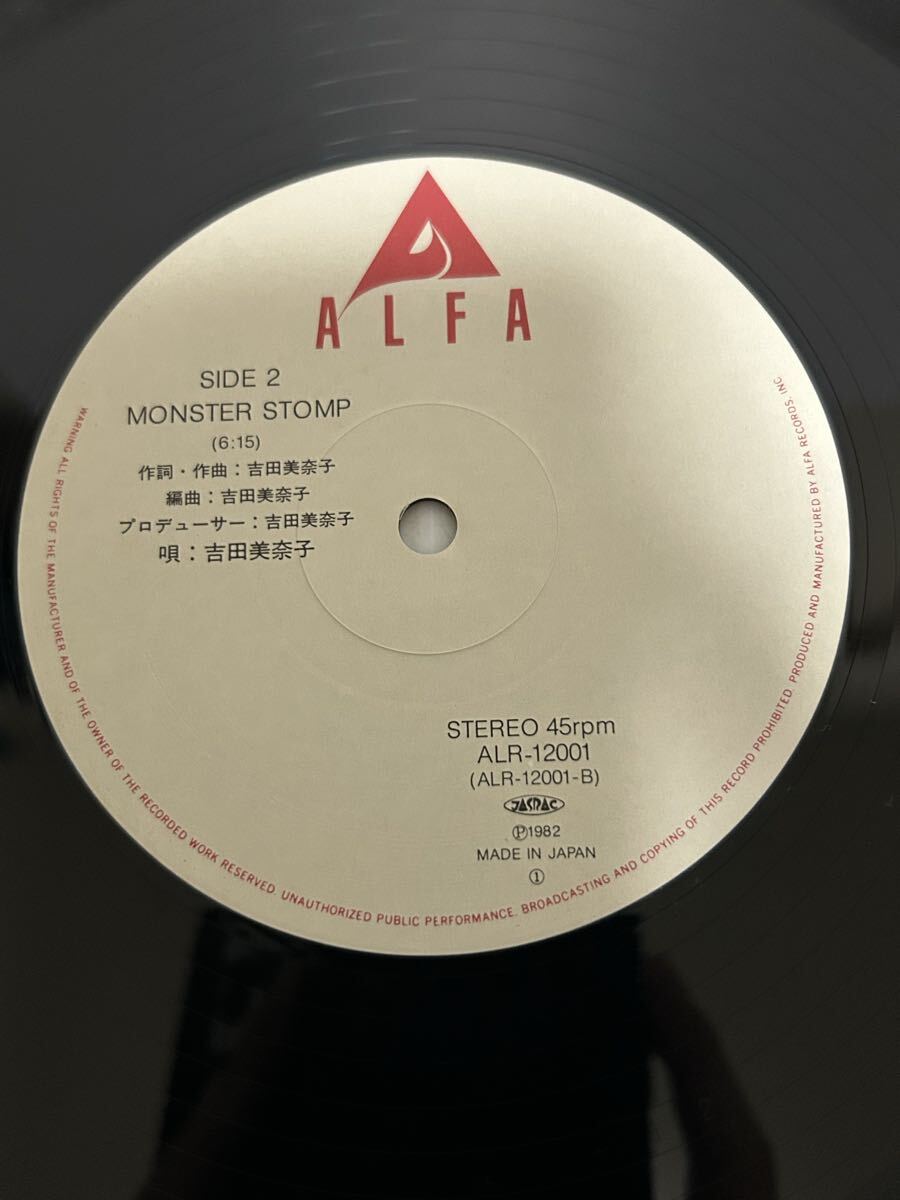 ALFA
SIDE 2
MONSTER STOMP
(6:15)
作詞・作曲：吉田美奈子
編曲：吉田美奈子
プロデューサー：吉田美奈子
唄：吉田美奈子
STEREO 45rpm
ALR-12001
(ALR-12001-B)
JASRAC
Ⓟ1982
MADE IN JAPAN
①
WARNING ALL RIGHTS OF THE MANUFACTURER AND OF THE OWNER OF THE RECORDED WORK RESERVED. UNAUTHORIZED PUBLIC PERFORMANCE. BROADCASTING AND COPYING OF THIS RECORD PROHIBITED. PRODUCED AND MANUFACTURED BY ALFA RECORDS, INC